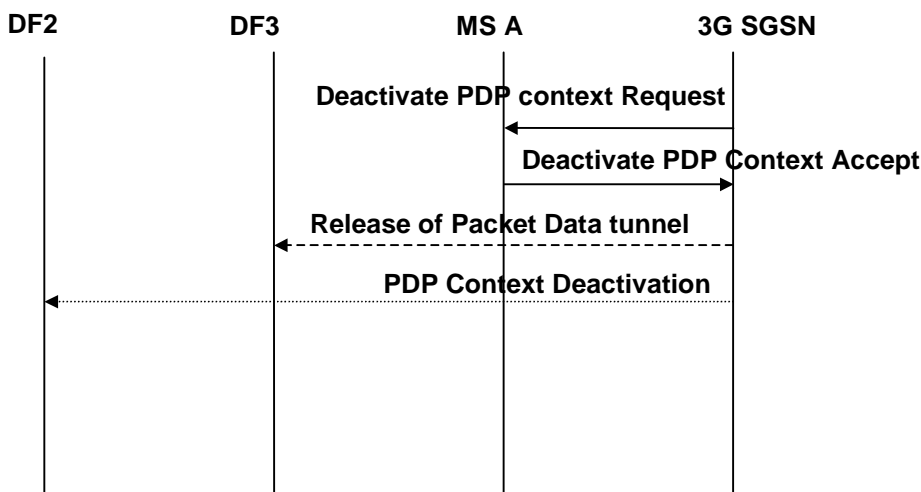 DF2 DF3 MS A 3G SGSN
Deactivate PDP context Request
Deactivate PDP Context Accept
Release of Packet Data tunnel
PDP Context Deactivation